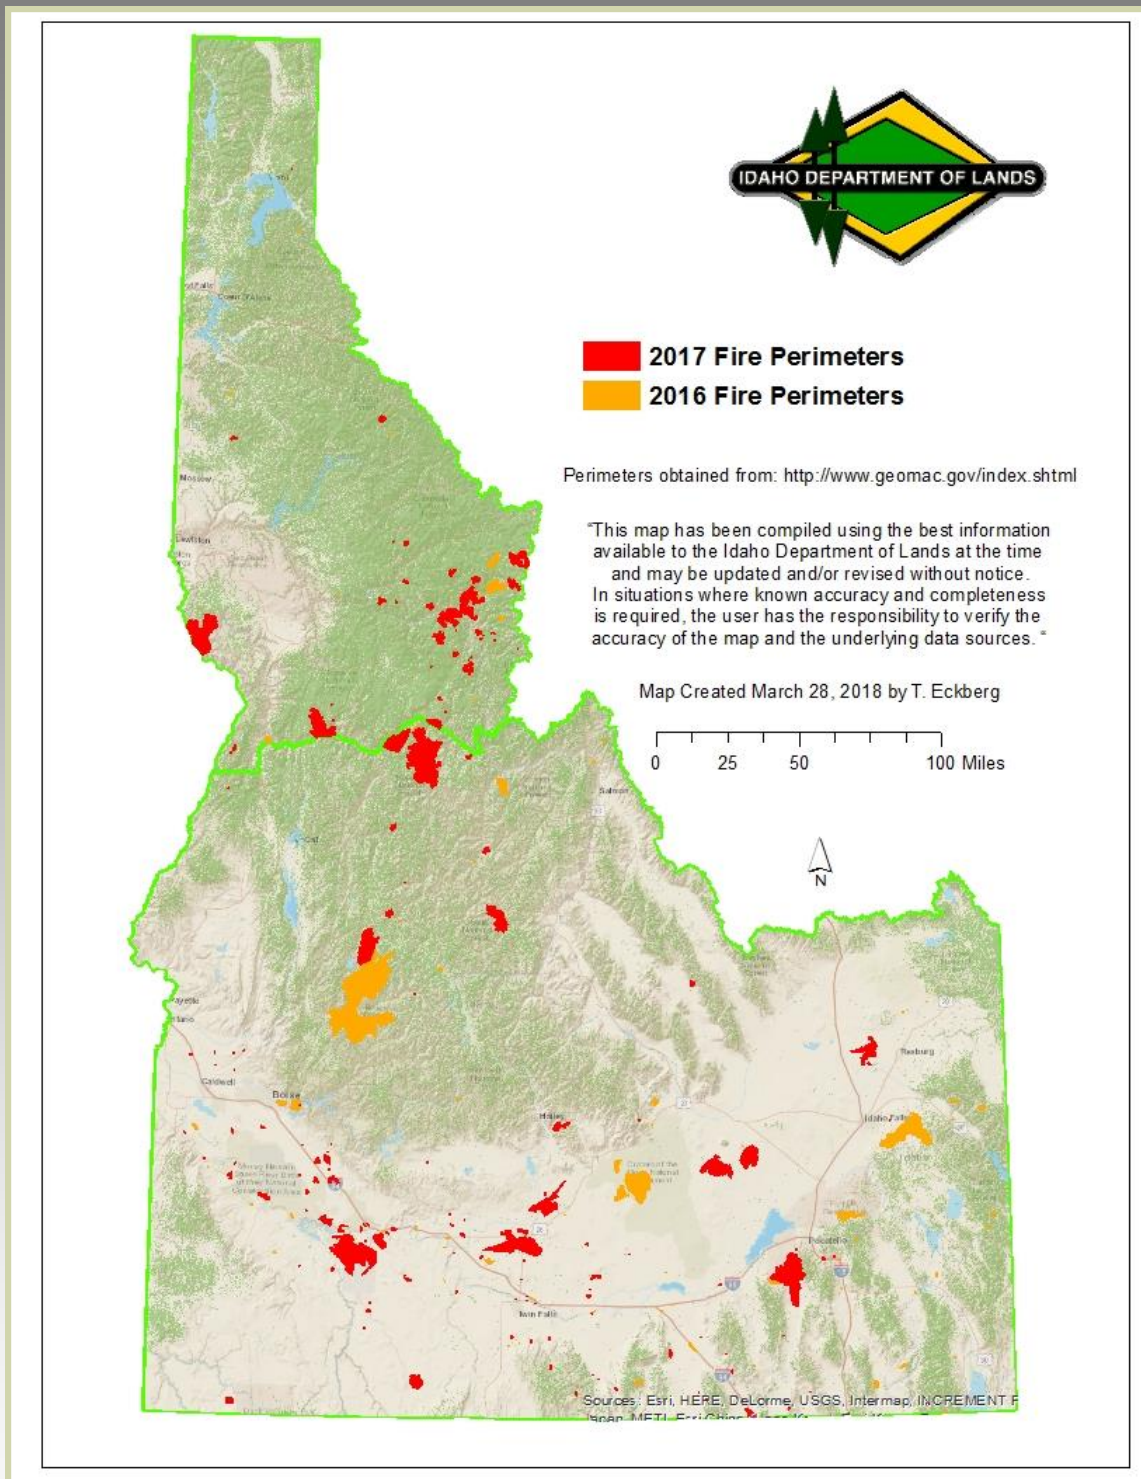 IDAHO DEPARTMENT OF LANDS
2017 Fire Perimeters
2016 Fire Perimeters
Perimeters obtained from: http://www.geomac.gov/index.shtml
"This map has been compiled using the best information
available to the Idaho Department of Lands at the time
and may be updated and/or revised without notice.
In situations where known accuracy and completeness
is required, the user has the responsibility to verify the
accuracy of the map and the underlying data sources. "
Map Created March 28, 2018 by T. Eckberg
0 25 50 100 Miles
N
Moscow
Lewiston
Salmon
Caldwell
Boise
Hailey
Rexburg
Idaho Falls
Pocatello
Twin Falls
Sources: Esri, HERE, DeLorme, USGS, Intermap, INCREMENT P